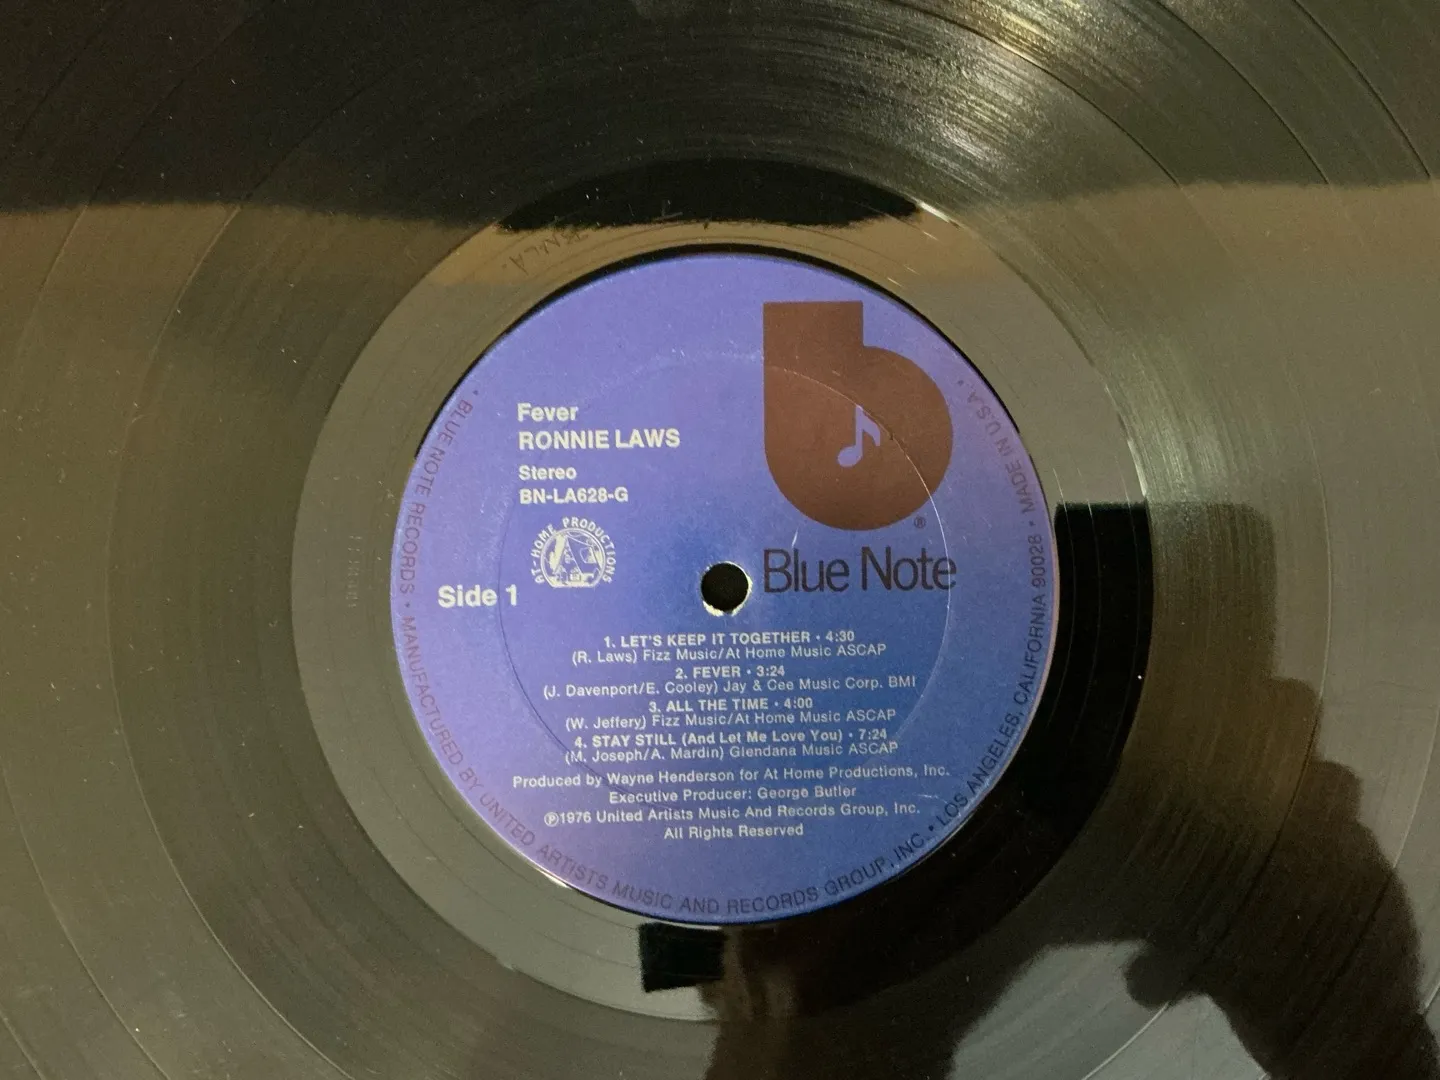 Fever
RONNIE LAWS
Stereo
BN-LA628-G
AT-HOME PRODUCTIONS
Side 1
Blue Note
®
1. LET'S KEEP IT TOGETHER • 4:30
(R. Laws) Fizz Music/At Home Music ASCAP
2. FEVER • 3:24
(J. Davenport/E. Cooley) Jay & Cee Music Corp. BMI
3. ALL THE TIME • 4:00
(W. Jeffery) Fizz Music/At Home Music ASCAP
4. STAY STILL (And Let Me Love You) • 7:24
(M. Joseph/A. Mardin) Glendana Music ASCAP
Produced by Wayne Henderson for At Home Productions, Inc.
Executive Producer: George Butler
℗1976 United Artists Music And Records Group, Inc.
All Rights Reserved
• BLUE NOTE RECORDS • MANUFACTURED BY UNITED ARTISTS MUSIC AND RECORDS GROUP, INC. • LOS ANGELES, CALIFORNIA 90028 • MADE IN U.S.A. •